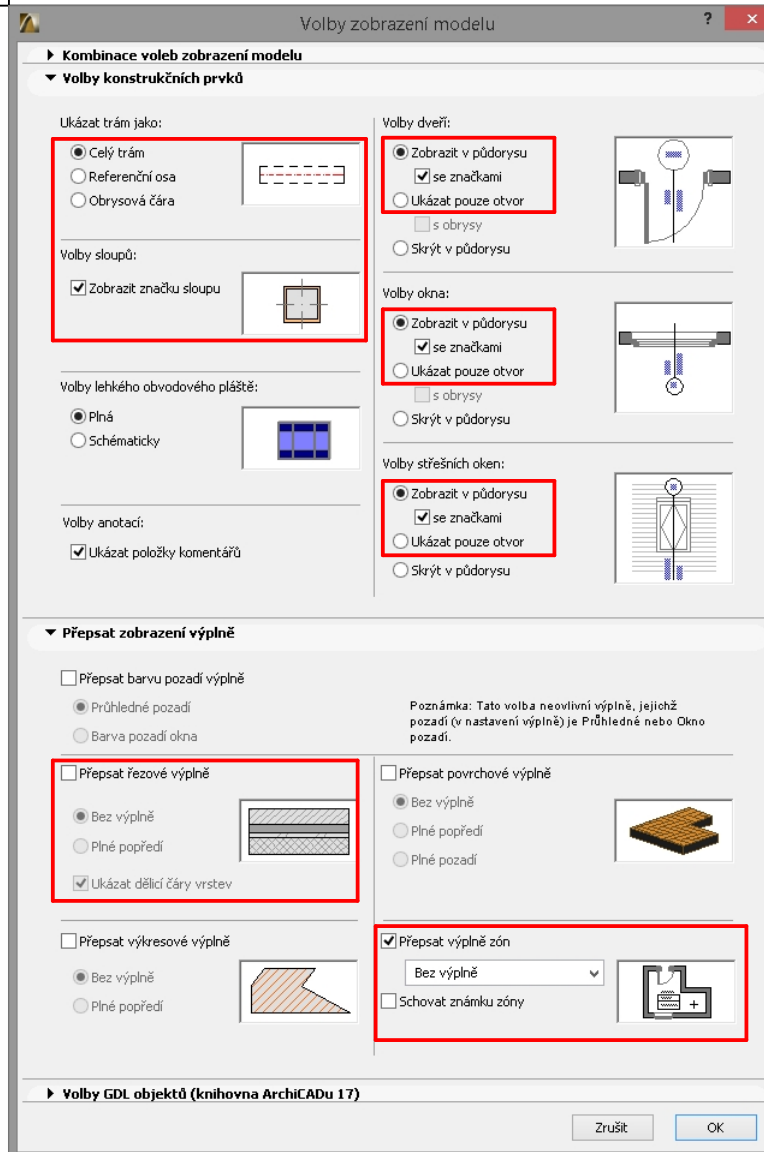 Volby zobrazení modelu
?
×
Kombinace voleb zobrazení modelu
Volby konstrukčních prvků
Ukázat trám jako:
Celý trám
Referenční osa
Obrysová čára
Volby sloupů:
Zobrazit značku sloupu
Volby lehkého obvodového pláště:
Plná
Schématicky
Volby anotací:
Ukázat položky komentářů
Volby dveří:
Zobrazit v půdorysu
se značkami
Ukázat pouze otvor
s obrysy
Skrýt v půdorysu
Volby okna:
Zobrazit v půdorysu
se značkami
Ukázat pouze otvor
s obrysy
Skrýt v půdorysu
Volby střešních oken:
Zobrazit v půdorysu
se značkami
Ukázat pouze otvor
Skrýt v půdorysu
Přepsat zobrazení výplně
Přepsat barvu pozadí výplně
Průhledné pozadí
Barva pozadí okna
Poznámka: Tato volba neovlivní výplně, jejichž
pozadí (v nastavení výplně) je Průhledné nebo Okno
pozadí.
Přepsat řezové výplně
Bez výplně
Plné popředí
Ukázat dělicí čáry vrstev
Přepsat povrchové výplně
Bez výplně
Plné popředí
Plné pozadí
Přepsat výkresové výplně
Bez výplně
Plné popředí
Přepsat výplně zón
Bez výplně
Schovat známku zóny
Volby GDL objektů (knihovna ArchiCADu 17)
Zrušit
OK